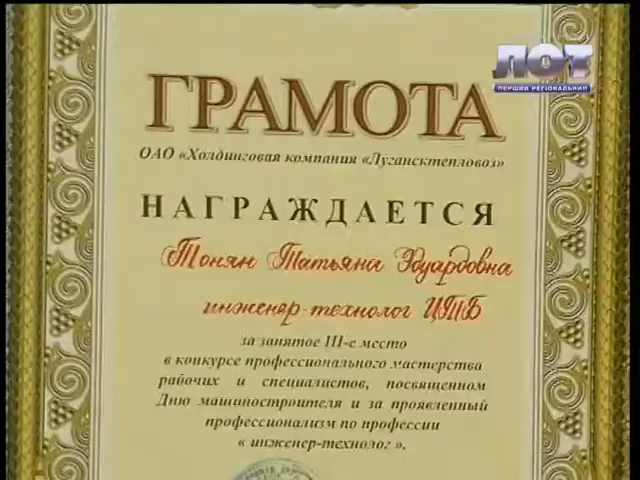 ЛОТ
ПЕРШИЙ РЕГІОНАЛЬНИЙ
ГРАМОТА
ОАО «Холдинговая компания «Лугансктепловоз»
НАГРАЖДАЕТСЯ
Тонян Татьяна Эдуардовна
инженер-технолог ЦТБ
за занятое III-е место
в конкурсе профессионального мастерства
рабочих и специалистов, посвященном
Дню машиностроителя и за проявленный
профессионализм по профессии
« инженер-технолог ».